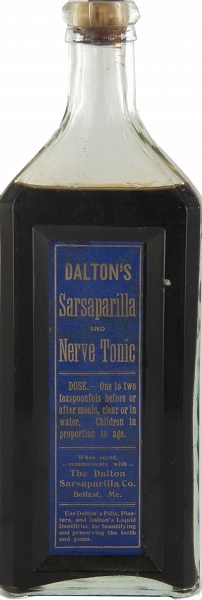 DALTON'S
Sarsaparilla
AND
Nerve Tonic
DOSE.— One to two
teaspoonfuls before or
after meals, clear or in
water. Children in
proportion to age.
When cured,
.. communicate with ..
The Dalton
Sarsaparilla Co.
Belfast, Me.
Use Dalton's Pills, Plas-
ters, and Dalton's Liquid
Dentifrice, for beautifying
and preserving the teeth
and gums.